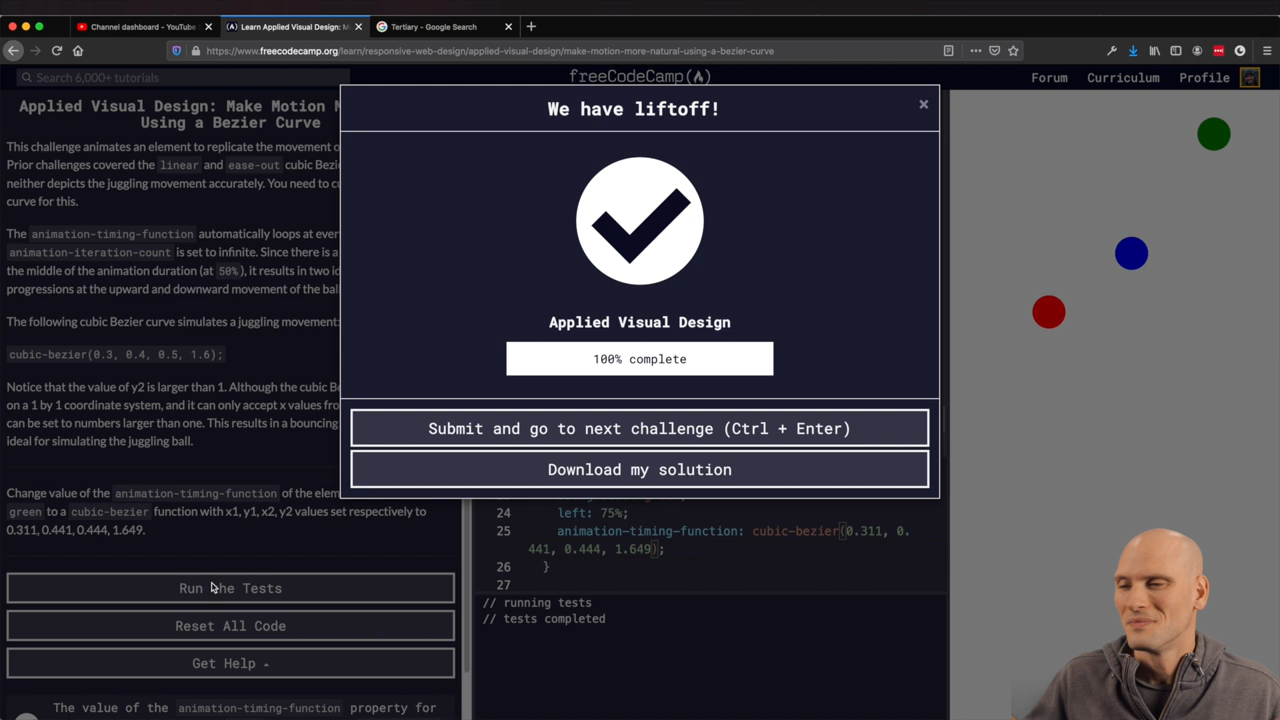 Channel dashboard - YouTube
Learn Applied Visual Design: M
Tertiary - Google Search
https://www.freecodecamp.org/learn/responsive-web-design/applied-visual-design/make-motion-more-natural-using-a-bezier-curve
Search 6,000+ tutorials
freeCodeCamp(🔥)
Forum
Curriculum
Profile
Applied Visual Design: Make Motion M
Using a Bezier Curve
This challenge animates an element to replicate the movement o
Prior challenges covered the linear and ease-out cubic Bezi
neither depicts the juggling movement accurately. You need to cu
curve for this.
The animation-timing-function automatically loops at ever
animation-iteration-count is set to infinite. Since there is a
the middle of the animation duration (at 50%), it results in two id
progressions at the upward and downward movement of the ball
The following cubic Bezier curve simulates a juggling movement:
cubic-bezier(0.3, 0.4, 0.5, 1.6);
Notice that the value of y2 is larger than 1. Although the cubic B
on a 1 by 1 coordinate system, and it can only accept x values fro
can be set to numbers larger than one. This results in a bouncing
ideal for simulating the juggling ball.
Change value of the animation-timing-function of the elem
green to a cubic-bezier function with x1, y1, x2, y2 values set respectively to
0.311, 0.441, 0.444, 1.649.
Run the Tests
Reset All Code
Get Help
The value of the animation-timing-function property for
We have liftoff!
×
Applied Visual Design
100% complete
Submit and go to next challenge (Ctrl + Enter)
Download my solution
24 left: 75%;
25 animation-timing-function: cubic-bezier(0.311, 0.
441, 0.444, 1.649);
26 }
27
// running tests
// tests completed